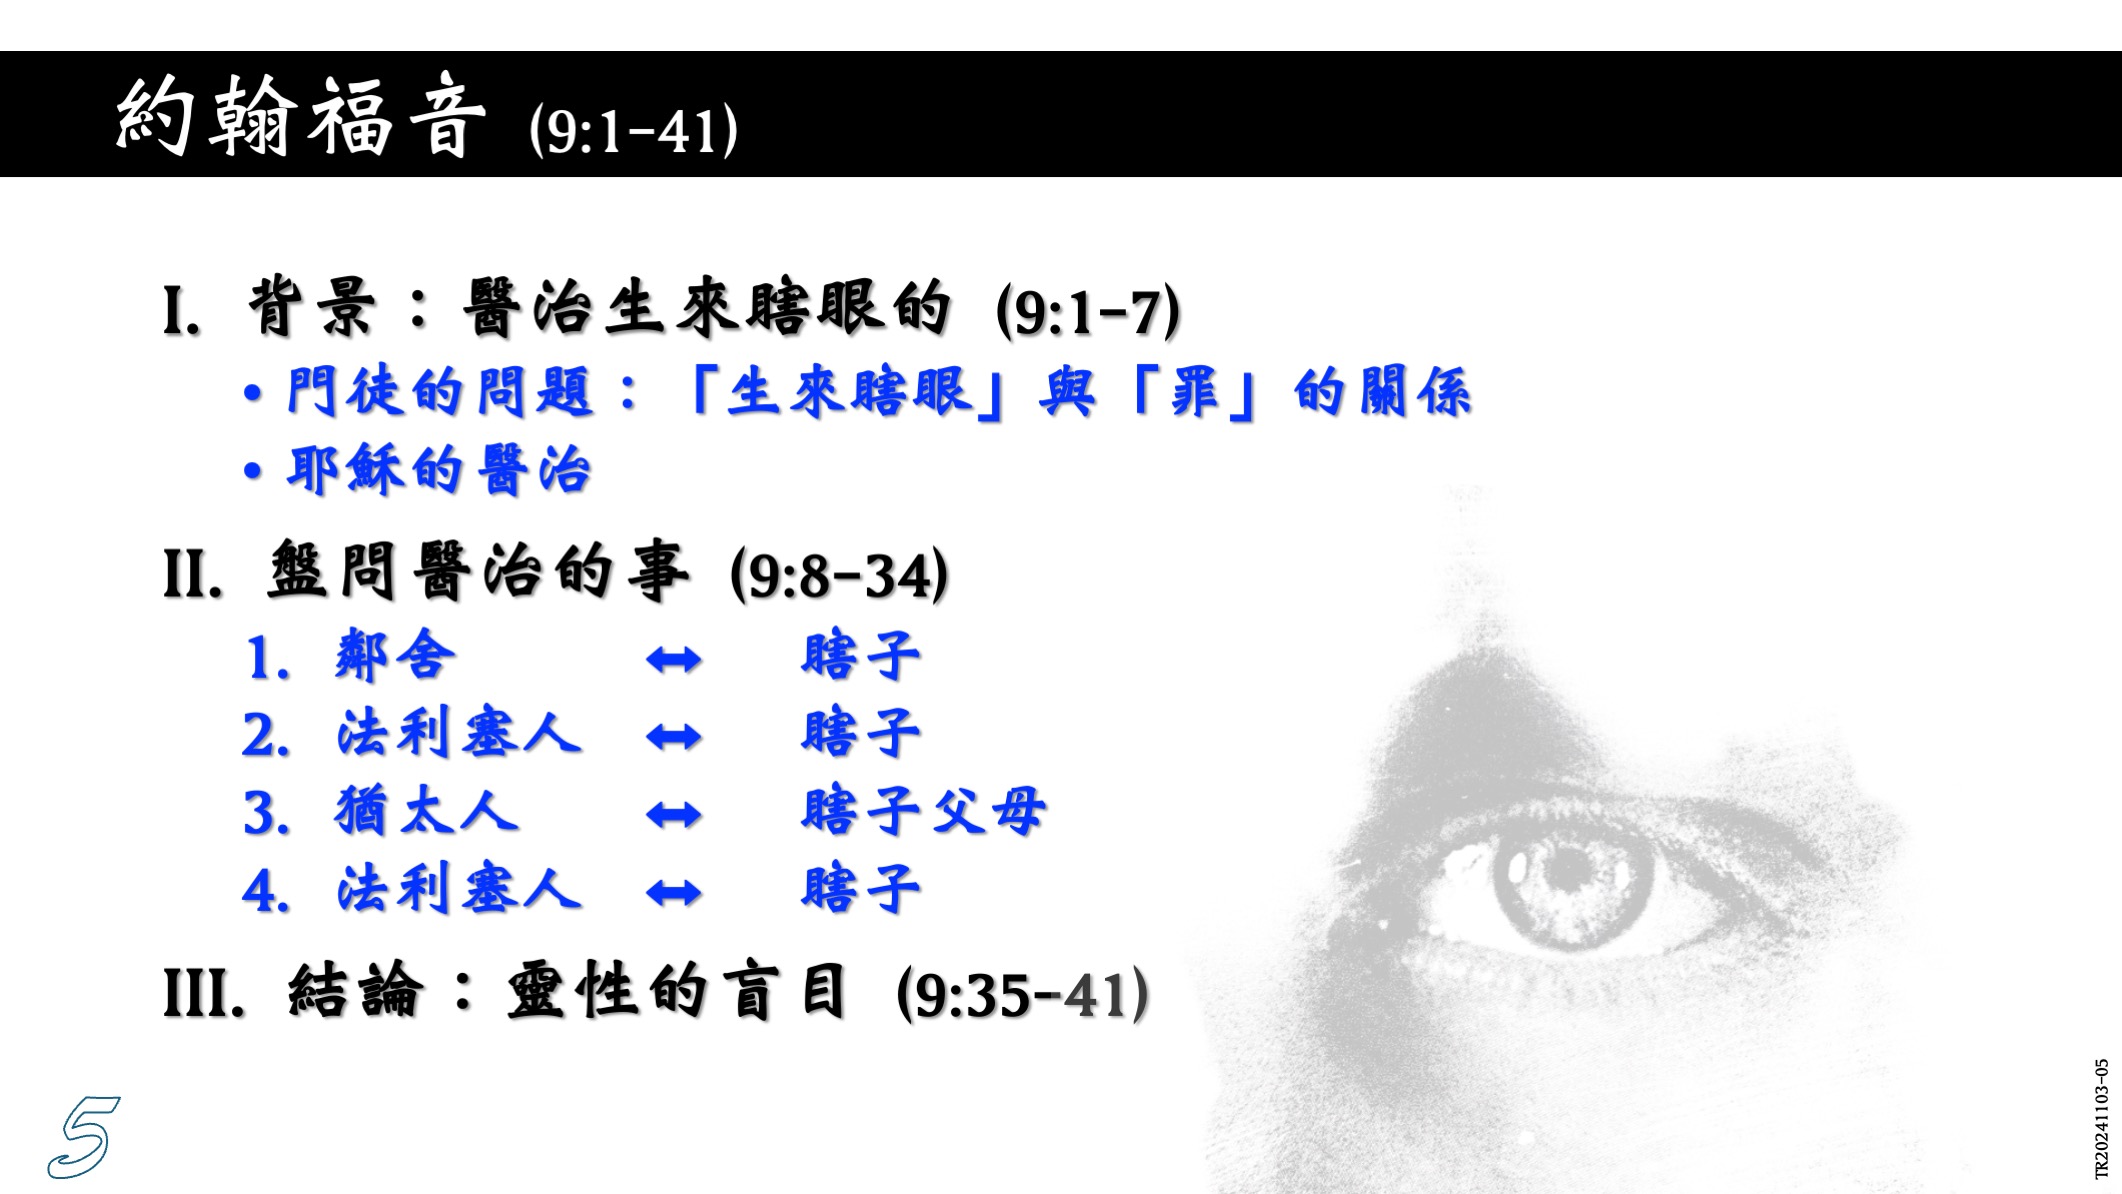 約翰福音 (9:1-41)
I. 背景：醫治生來瞎眼的 (9:1-7)
• 門徒的問題：「生來瞎眼」與「罪」的關係
• 耶穌的醫治
II. 盤問醫治的事 (9:8-34)
1. 鄰舍 ↔ 瞎子
2. 法利塞人 ↔ 瞎子
3. 猶太人 ↔ 瞎子父母
4. 法利塞人 ↔ 瞎子
III. 結論：靈性的盲目 (9:35-41)
5
TR20241103-05